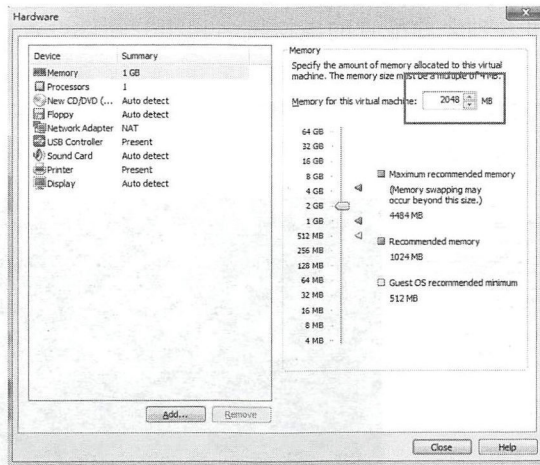 Hardware
Device Summary
Memory 1 GB
Processors 1
New CD/DVD (... Auto detect
Floppy Auto detect
Network Adapter NAT
USB Controller Present
Sound Card Auto detect
Printer Present
Display Auto detect
Add...
Remove
Memory
Specify the amount of memory allocated to this virtual
machine. The memory size must be a multiple of 4 MB.
Memory for this virtual machine: 2048 MB
64 GB
32 GB
16 GB
8 GB
4 GB
2 GB
1 GB
512 MB
256 MB
128 MB
64 MB
32 MB
16 MB
8 MB
4 MB
Maximum recommended memory
(Memory swapping may
occur beyond this size.)
4484 MB
Recommended memory
1024 MB
Guest OS recommended minimum
512 MB
Close
Help